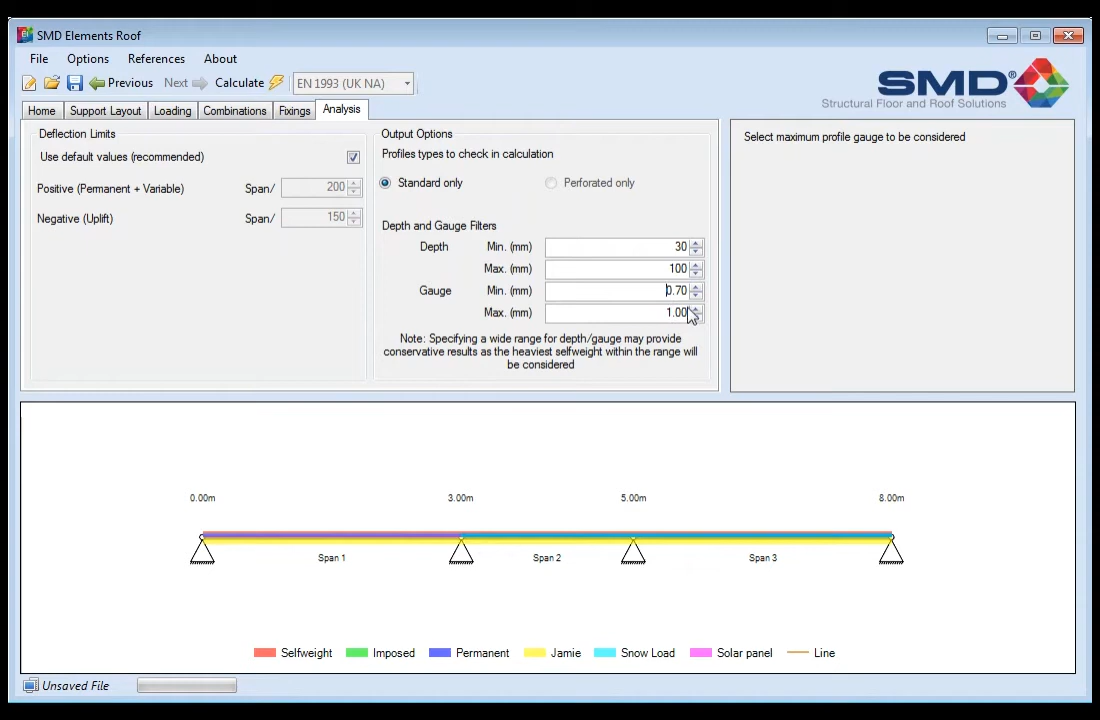 SMD Elements Roof
File Options References About
Previous Next Calculate EN 1993 (UK NA)
SMD®
Structural Floor and Roof Solutions
Home Support Layout Loading Combinations Fixings Analysis
Deflection Limits
Use default values (recommended)
Positive (Permanent + Variable) Span/ 200
Negative (Uplift) Span/ 150
Output Options
Profiles types to check in calculation
Standard only Perforated only
Depth and Gauge Filters
Depth Min. (mm) 30
Max. (mm) 100
Gauge Min. (mm) 0.70
Max. (mm) 1.00
Note: Specifying a wide range for depth/gauge may provide
conservative results as the heaviest selfweight within the range will
be considered
Select maximum profile gauge to be considered
0.00m 3.00m 5.00m 8.00m
Span 1 Span 2 Span 3
Selfweight Imposed Permanent Jamie Snow Load Solar panel Line
Unsaved File